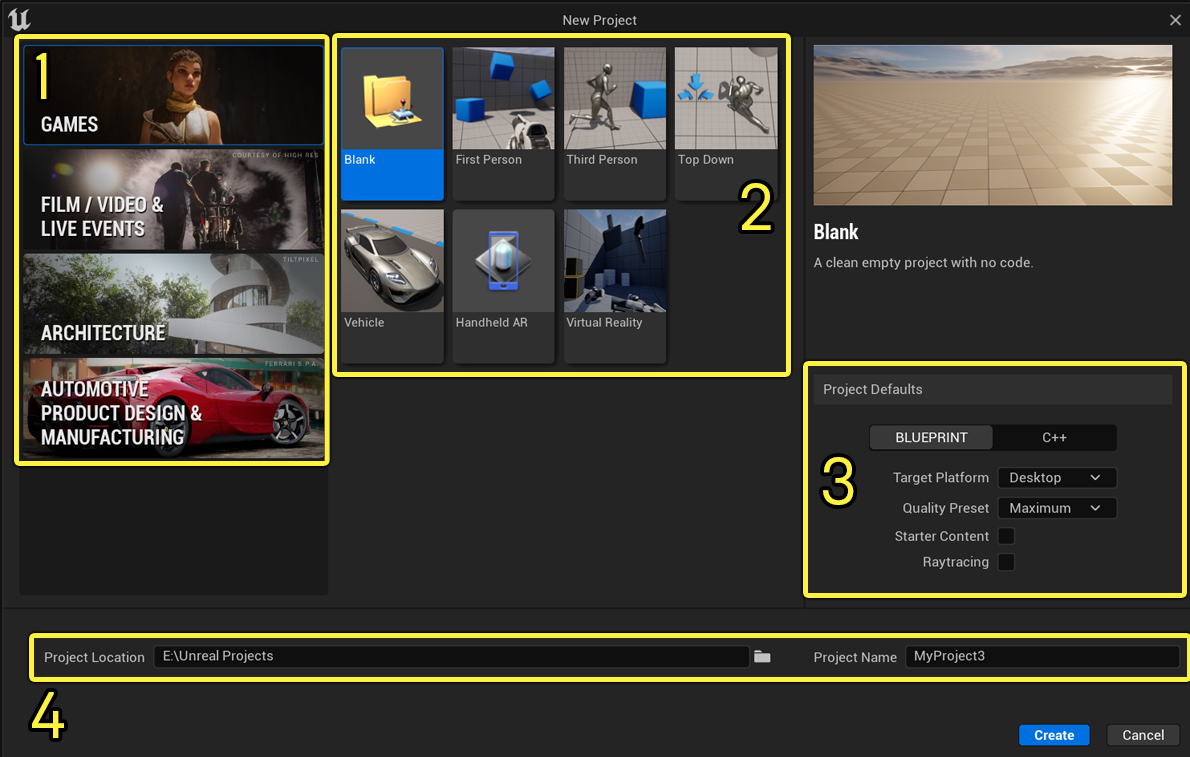 New Project
1
GAMES
COURTESY OF HIGH RES
FILM / VIDEO &
LIVE EVENTS
TILTPIXEL
ARCHITECTURE
FERRARI S.P.A.
AUTOMOTIVE
PRODUCT DESIGN &
MANUFACTURING
Blank
First Person
Third Person
Top Down
2
Vehicle
Handheld AR
Virtual Reality
Blank
A clean empty project with no code.
Project Defaults
BLUEPRINT
C++
3
Target Platform
Desktop
Quality Preset
Maximum
Starter Content
Raytracing
Project Location
E:\Unreal Projects
Project Name
MyProject3
4
Create
Cancel